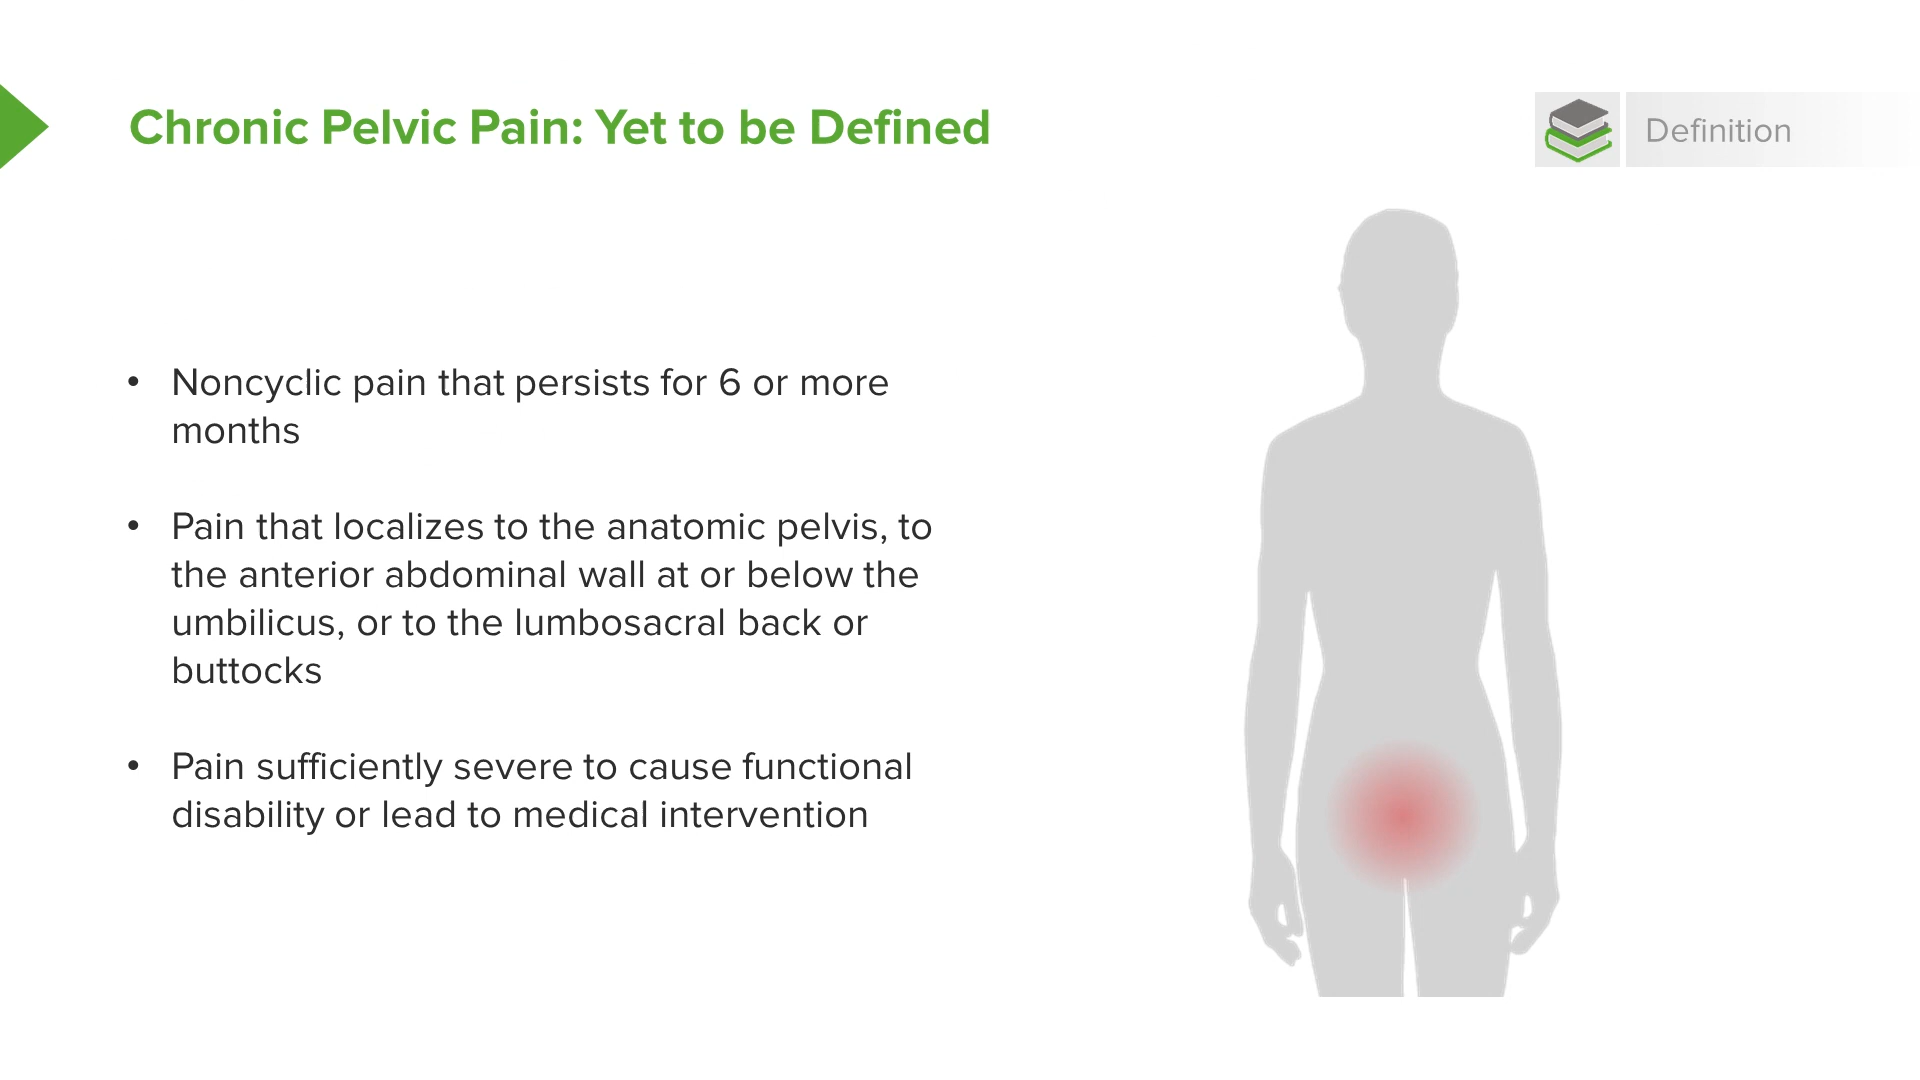 Chronic Pelvic Pain: Yet to be Defined
Definition
• Noncyclic pain that persists for 6 or more
months
• Pain that localizes to the anatomic pelvis, to
the anterior abdominal wall at or below the
umbilicus, or to the lumbosacral back or
buttocks
• Pain sufficiently severe to cause functional
disability or lead to medical intervention